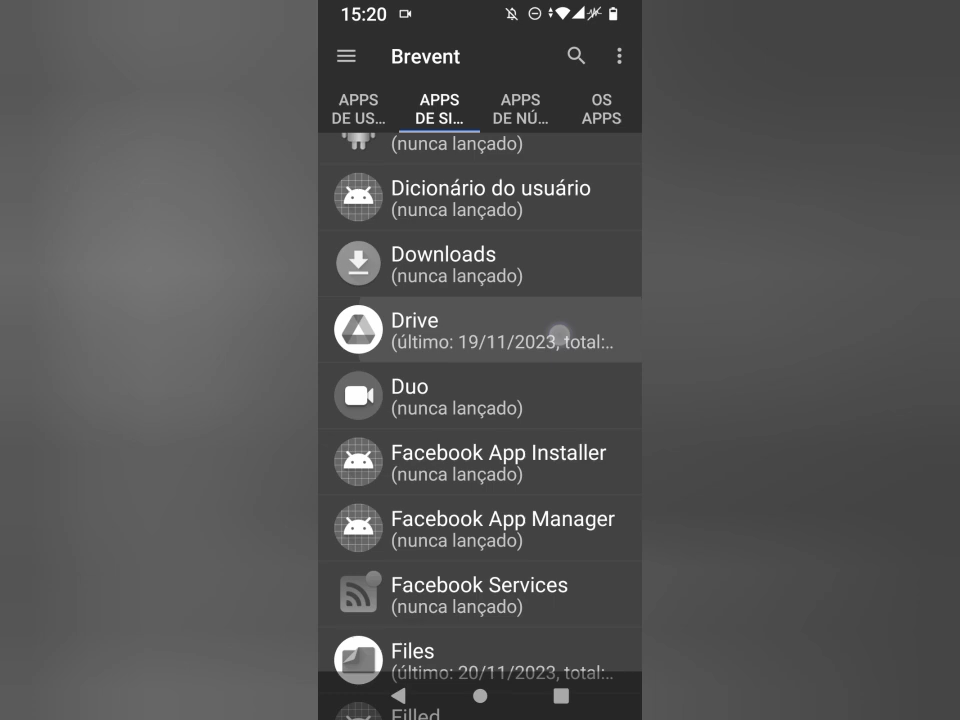 15:20
Brevent
APPS
DE US...
APPS
DE SI...
APPS
DE NÚ...
OS
APPS
(nunca lançado)
Dicionário do usuário
(nunca lançado)
Downloads
(nunca lançado)
Drive
(último: 19/11/2023, total:..
Duo
(nunca lançado)
Facebook App Installer
(nunca lançado)
Facebook App Manager
(nunca lançado)
Facebook Services
(nunca lançado)
Files
(último: 20/11/2023, total:..
Filled